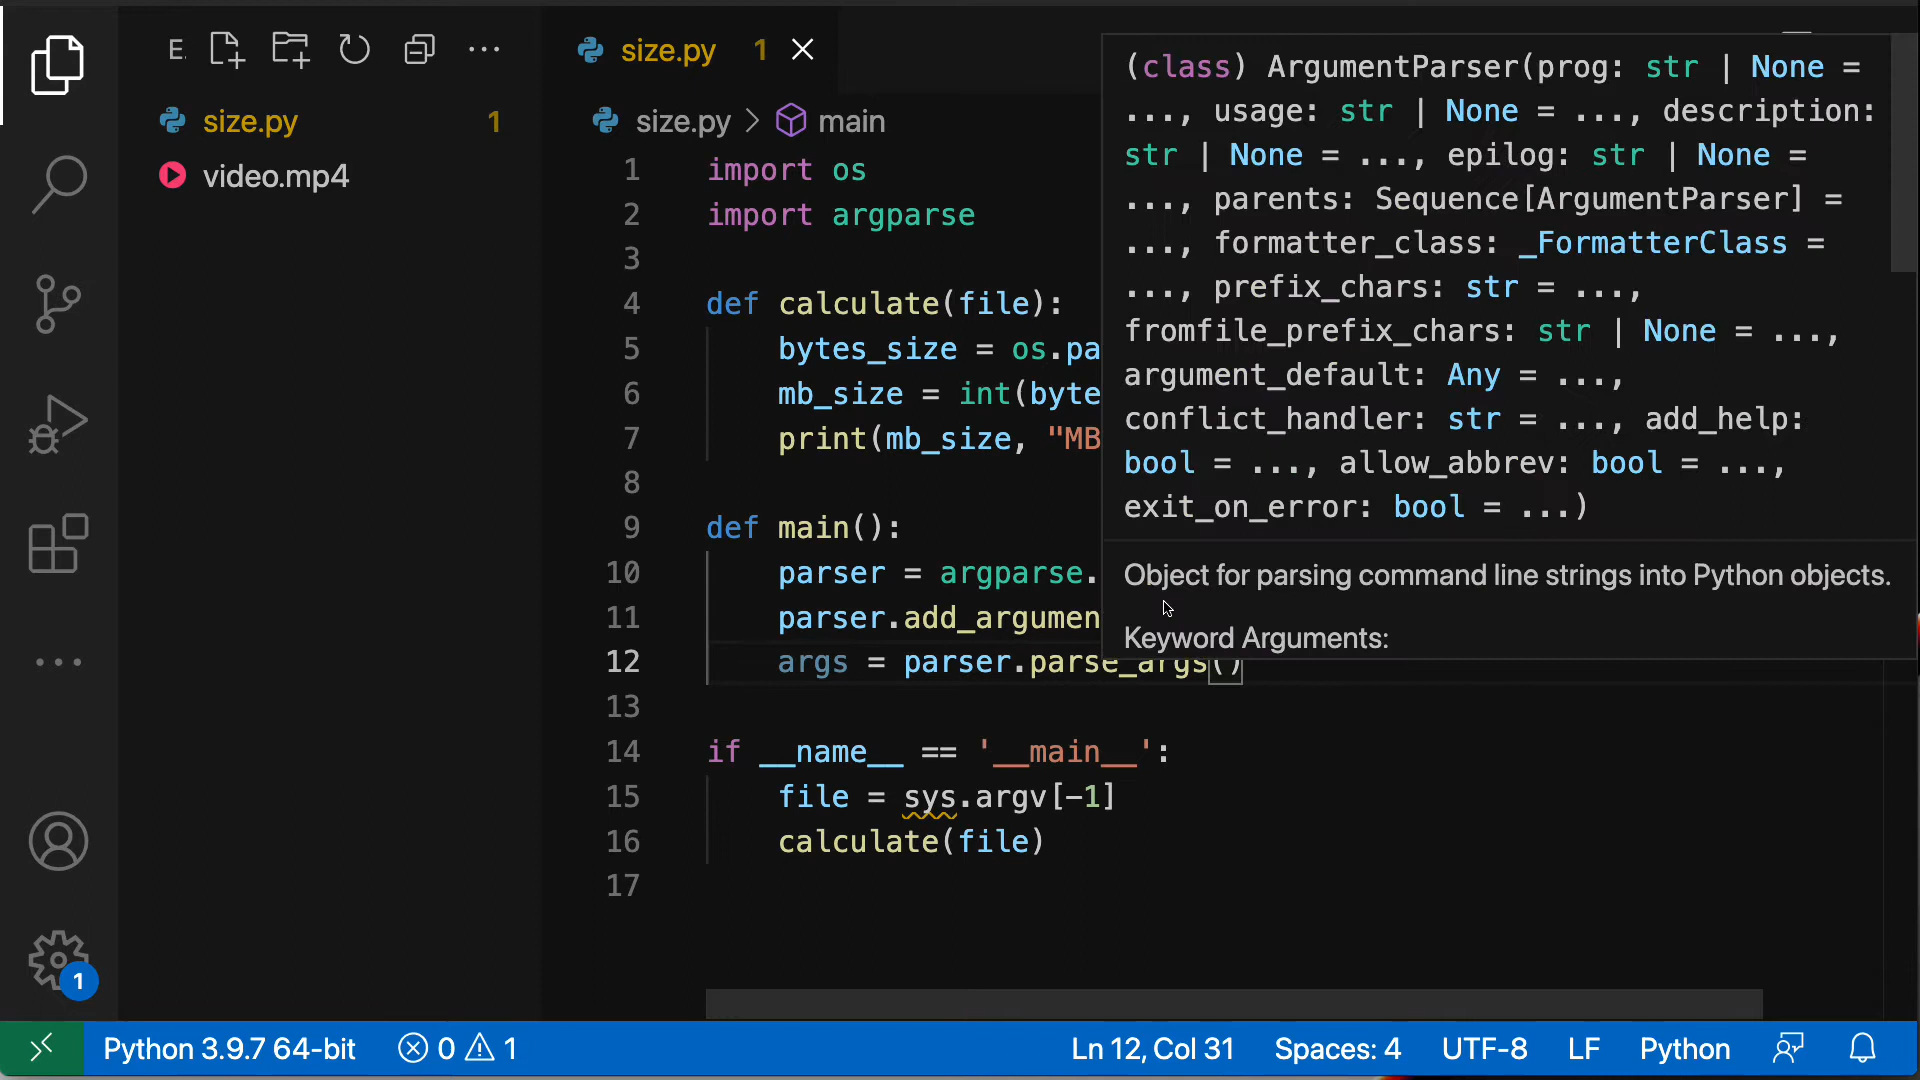 E.
size.py 1
video.mp4
size.py 1
size.py > main
1 import os
2 import argparse
3
4 def calculate(file):
5 bytes_size = os.pa
6 mb_size = int(byte
7 print(mb_size, "MB
8
9 def main():
10 parser = argparse.
11 parser.add_argumen
12 args = parser.parse_args()
13
14 if __name__ == '__main__':
15 file = sys.argv[-1]
16 calculate(file)
17
(class) ArgumentParser(prog: str | None =
..., usage: str | None = ..., description:
str | None = ..., epilog: str | None =
..., parents: Sequence[ArgumentParser] =
..., formatter_class: _FormatterClass =
..., prefix_chars: str = ...,
fromfile_prefix_chars: str | None = ...,
argument_default: Any = ...,
conflict_handler: str = ..., add_help:
bool = ..., allow_abbrev: bool = ...,
exit_on_error: bool = ...)
Object for parsing command line strings into Python objects.
Keyword Arguments:
1
Python 3.9.7 64-bit 0 1 Ln 12, Col 31 Spaces: 4 UTF-8 LF Python